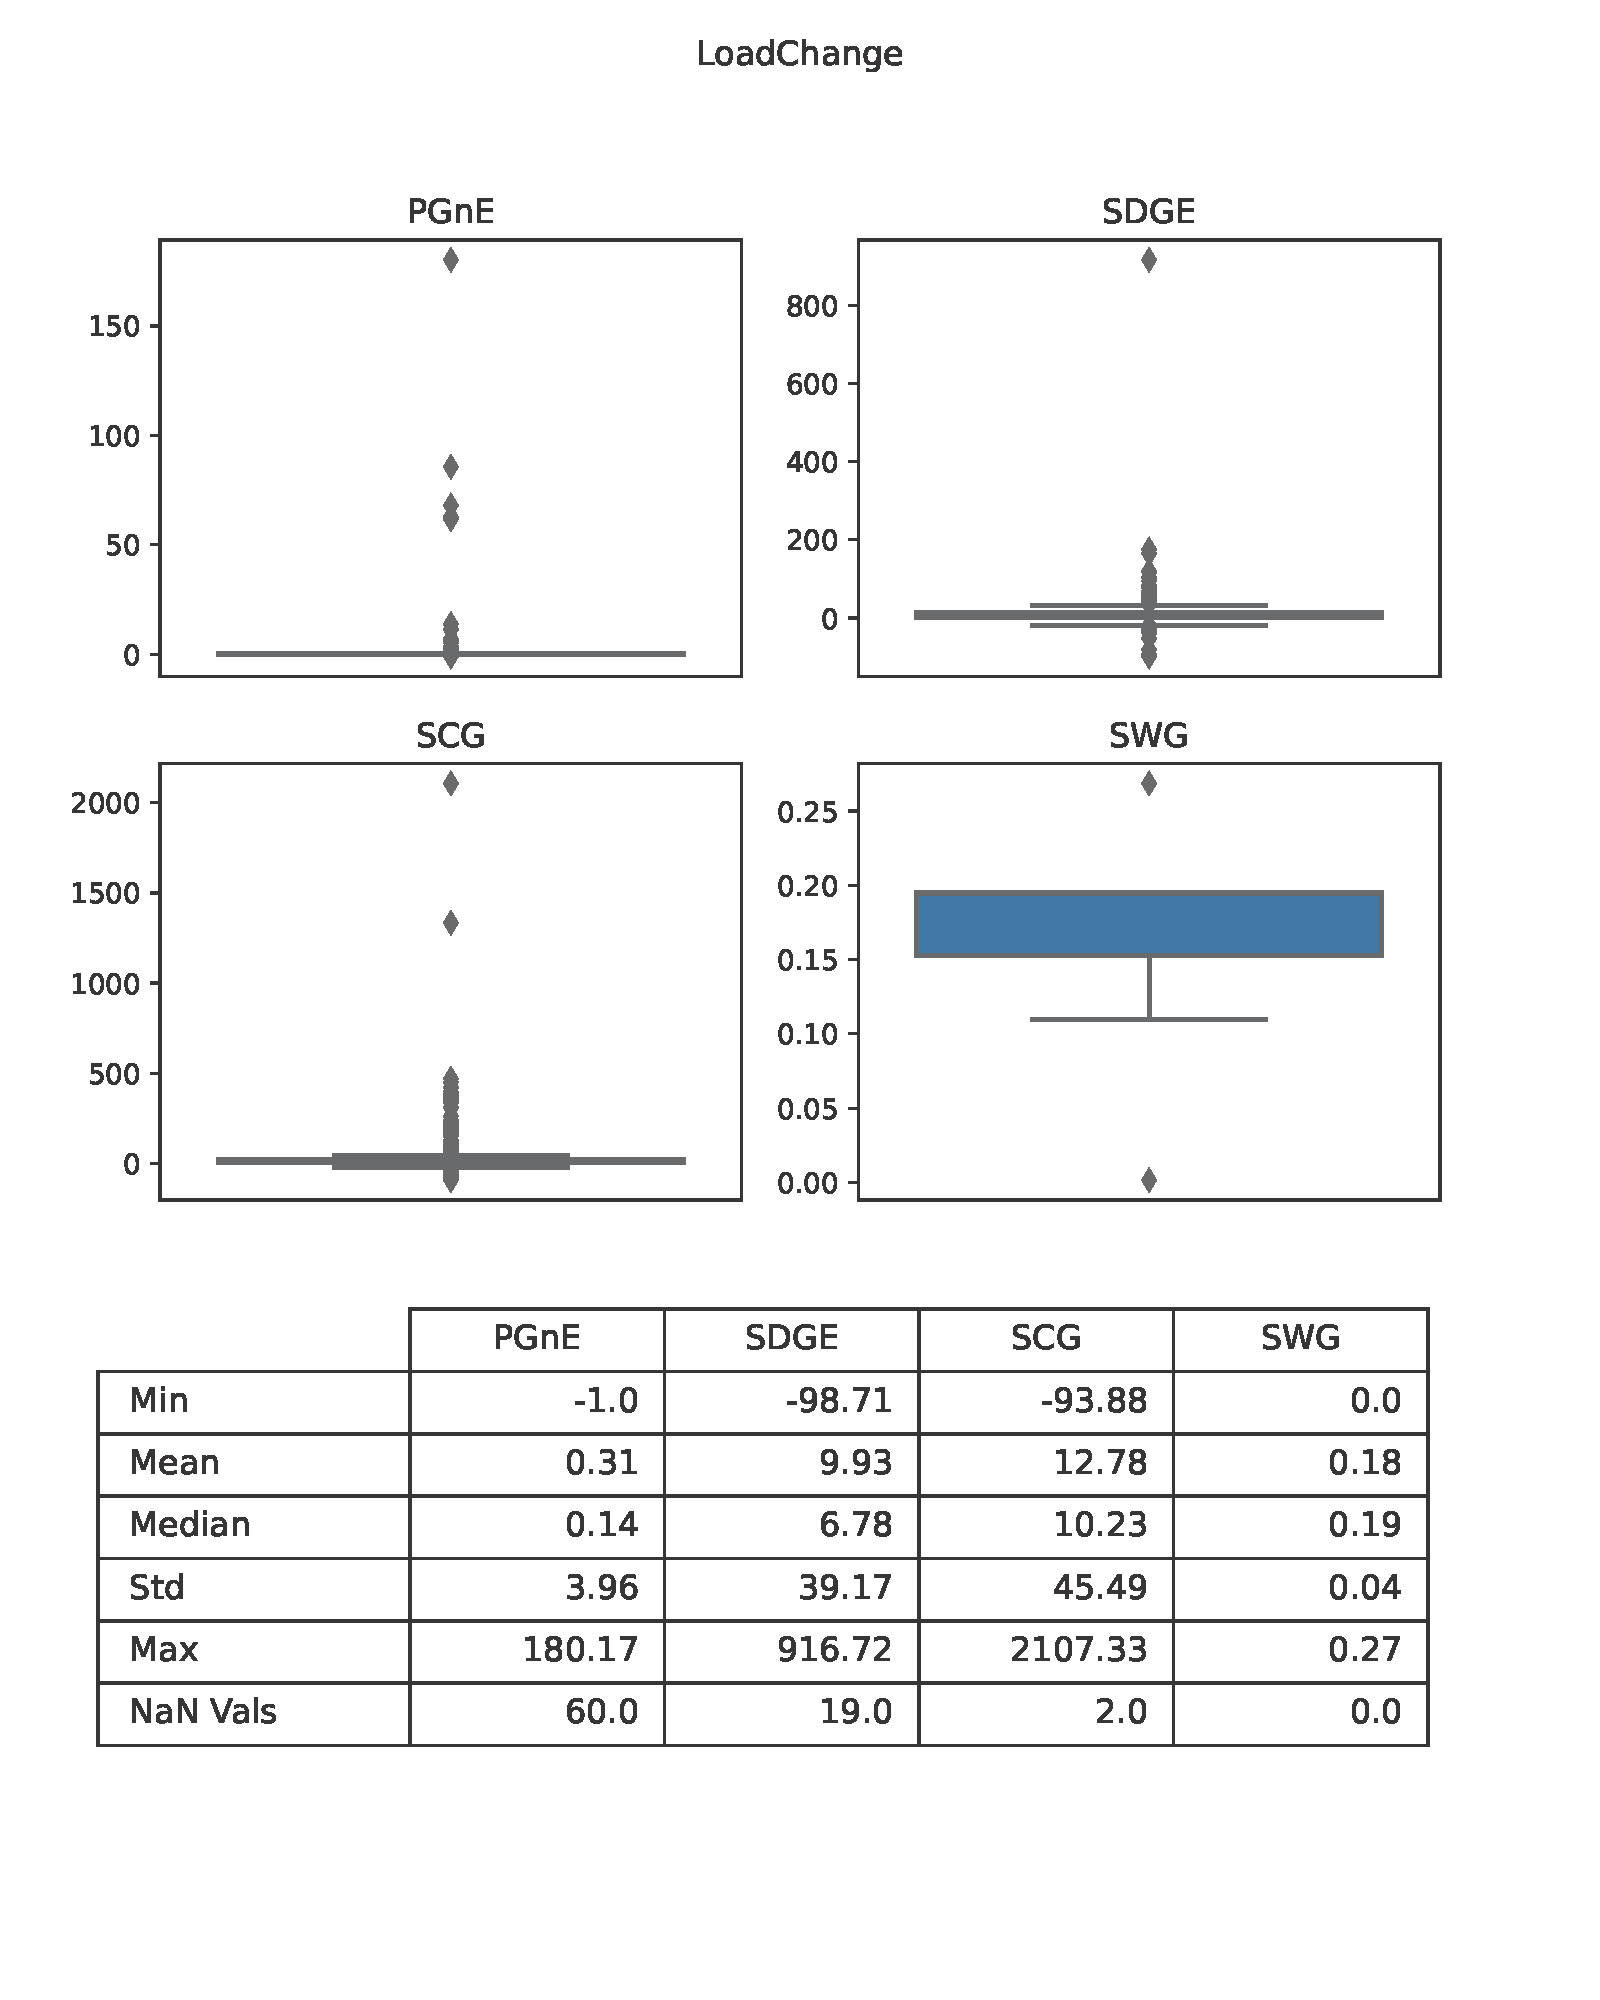 LoadChange
PGnE
150
100
50
0
SDGE
800
600
400
200
0
SCG
2000
1500
1000
500
0
SWG
0.25
0.20
0.15
0.10
0.05
0.00
PGnE SDGE SCG SWG
Min -1.0 -98.71 -93.88 0.0
Mean 0.31 9.93 12.78 0.18
Median 0.14 6.78 10.23 0.19
Std 3.96 39.17 45.49 0.04
Max 180.17 916.72 2107.33 0.27
NaN Vals 60.0 19.0 2.0 0.0